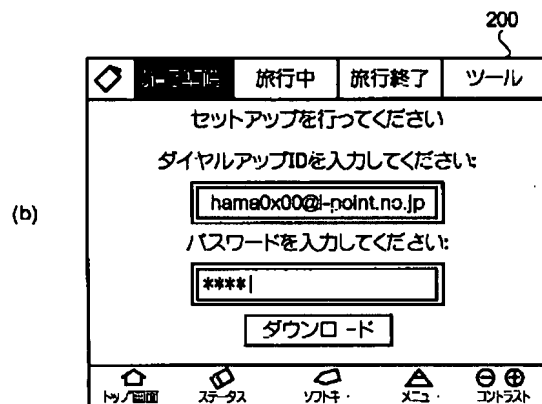 200
旅行中 旅行終了 ツール
セットアップを行ってください
ダイヤルアップIDを入力してください:
(b)
hama0x00@i-point.no.jp
パスワードを入力してください:
****
ダウンロード
トップ画面 ステータス ソフトキー メニュー コントラスト